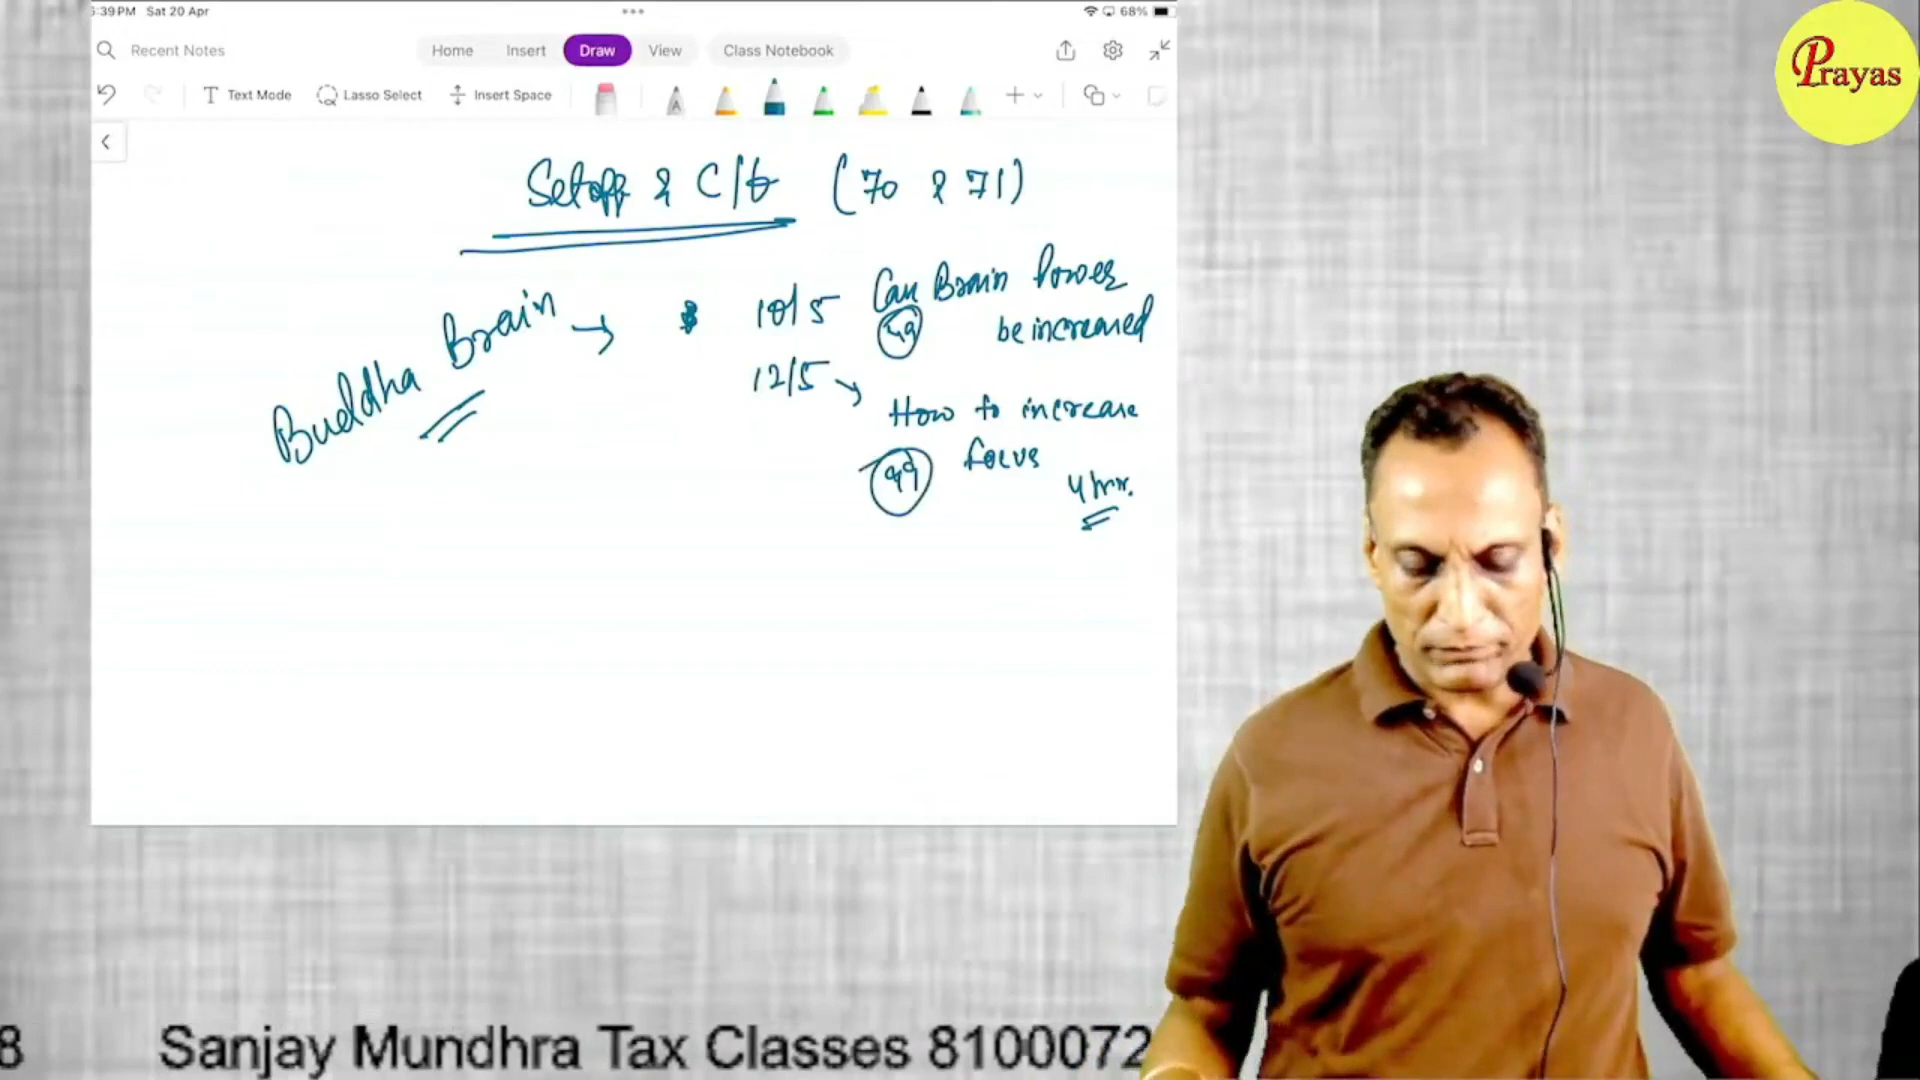 :39 PM Sat 20 Apr
68%
Recent Notes
Home Insert Draw View Class Notebook
Text Mode Lasso Select Insert Space
Prayas
Setoff & C/f (70 & 71)
Buddha Brain → 10/5 Can Brain Power
be increased
99
12/5 → How to increase
focus
99
4 hrs.
8 Sanjay Mundhra Tax Classes 8100072